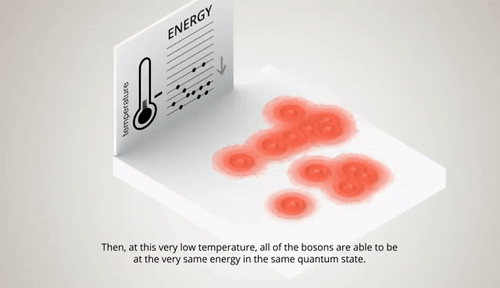 ENERGY
temperature
Then, at this very low temperature, all of the bosons are able to be
at the very same energy in the same quantum state.